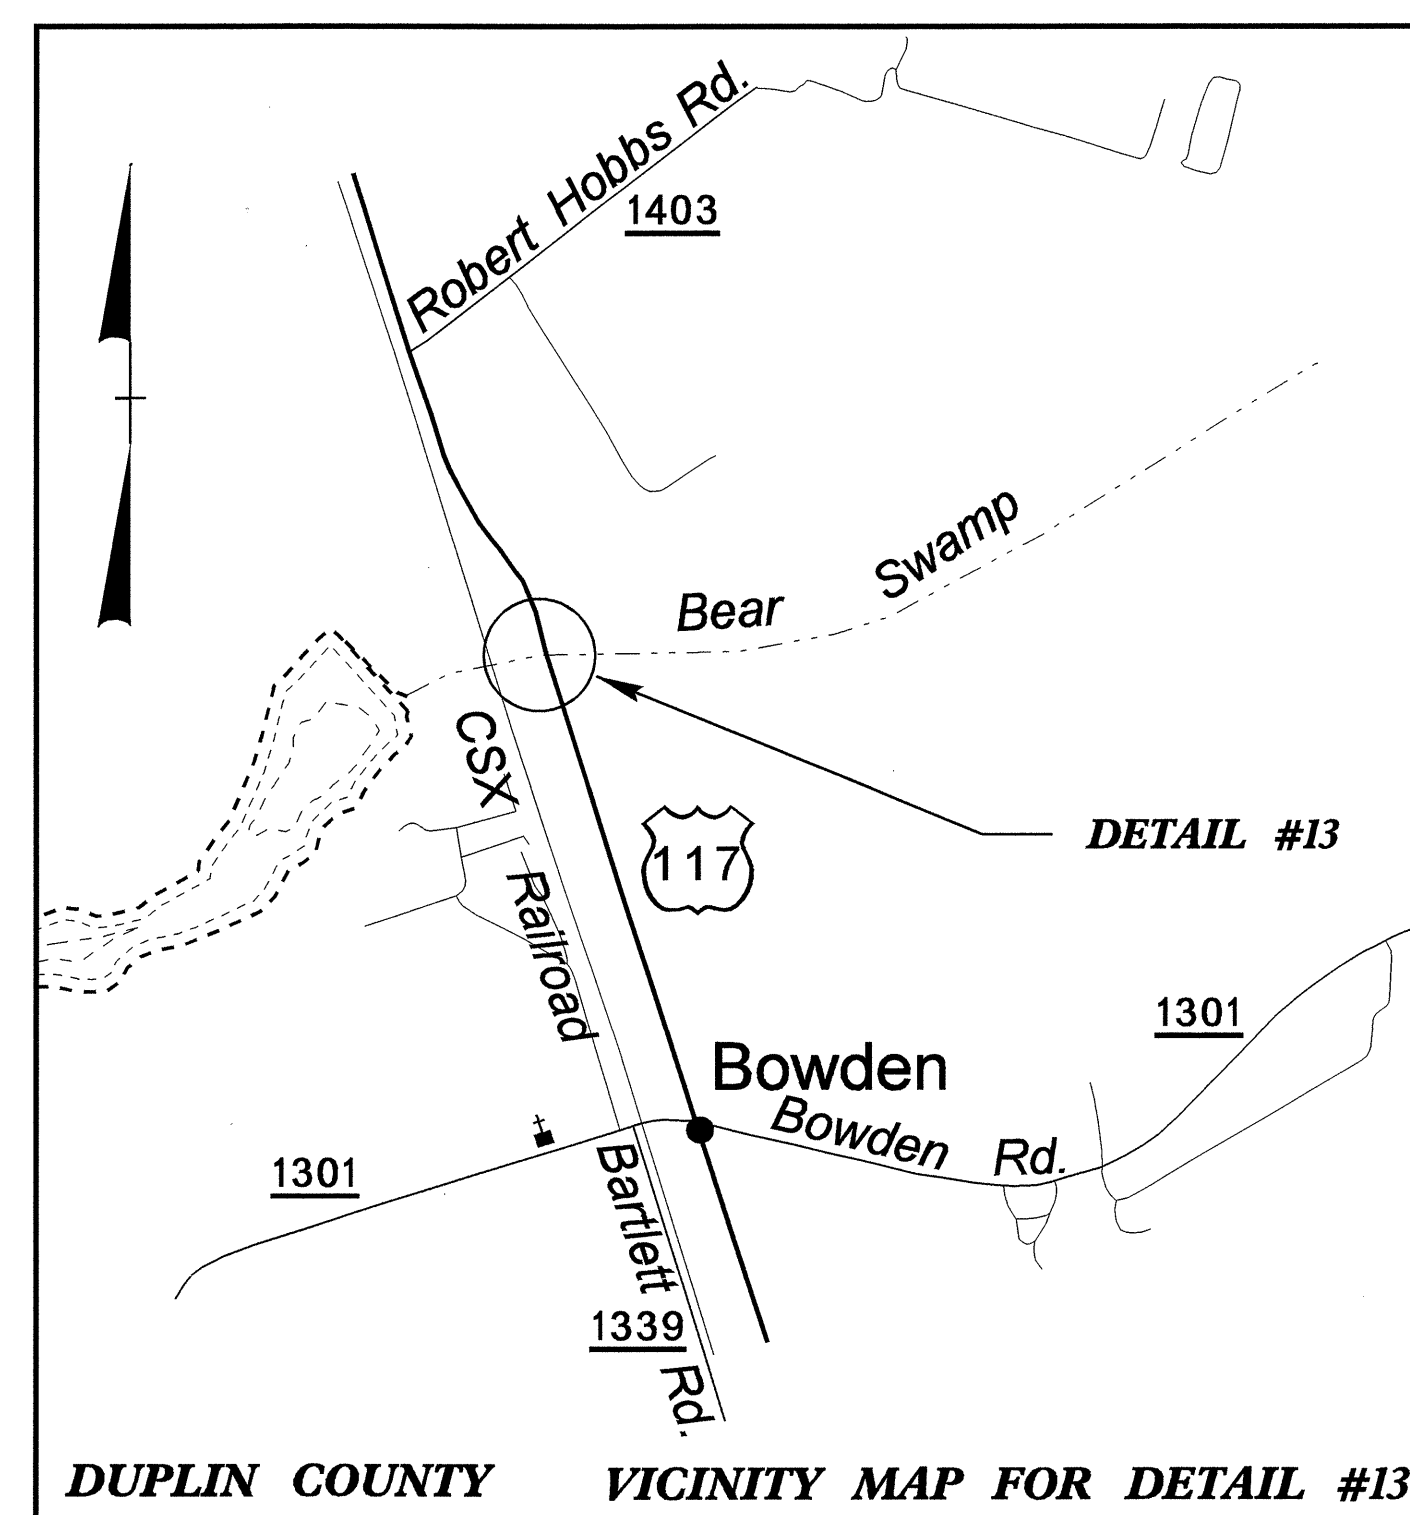 Robert Hobbs Rd.
1403
Bear Swamp
CSX Railroad
117
DETAIL #13
1301
Bowden
Bowden Rd.
1301
Bartlett Rd.
1339
DUPLIN COUNTY VICINITY MAP FOR DETAIL #13